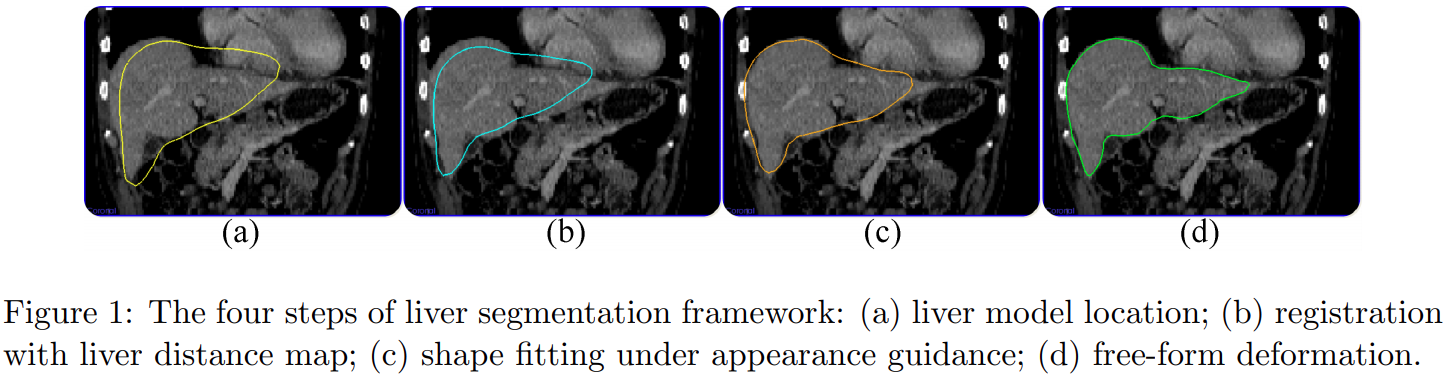 Coronal
(a) (b) (c) (d)
Figure 1: The four steps of liver segmentation framework: (a) liver model location; (b) registration
with liver distance map; (c) shape fitting under appearance guidance; (d) free-form deformation.